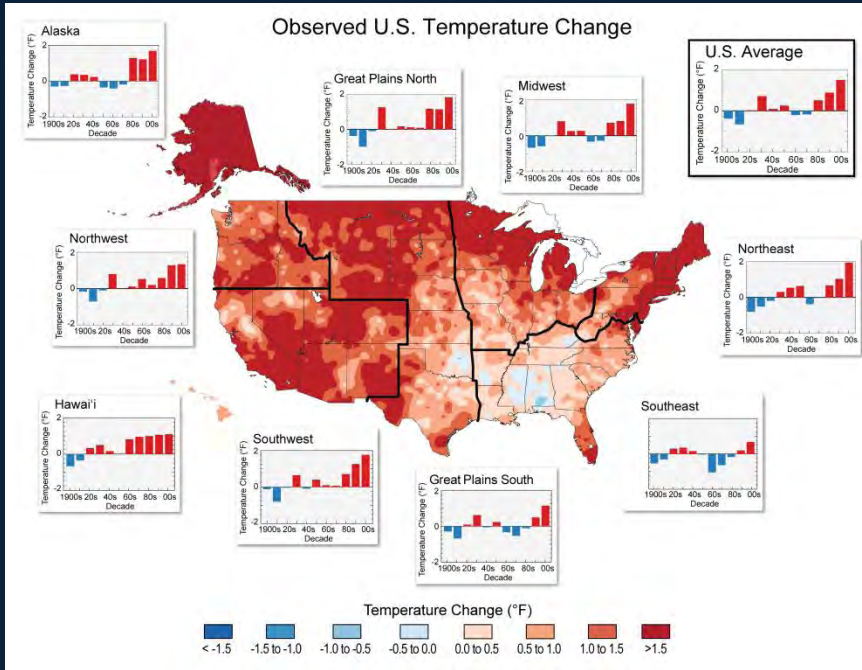 Observed U.S. Temperature Change
Alaska
Temperature Change (°F)
2
0
-2
1900s 20s 40s 60s 80s 00s
Decade
Great Plains North
Temperature Change (°F)
2
0
-2
1900s 20s 40s 60s 80s 00s
Decade
Midwest
Temperature Change (°F)
2
0
-2
1900s 20s 40s 60s 80s 00s
Decade
U.S. Average
Temperature Change (°F)
2
0
-2
1900s 20s 40s 60s 80s 00s
Decade
Northwest
Temperature Change (°F)
2
0
-2
1900s 20s 40s 60s 80s 00s
Decade
Northeast
Temperature Change (°F)
2
0
-2
1900s 20s 40s 60s 80s 00s
Decade
Hawai'i
Temperature Change (°F)
2
0
-2
1900s 20s 40s 60s 80s 00s
Decade
Southwest
Temperature Change (°F)
2
0
-2
1900s 20s 40s 60s 80s 00s
Decade
Great Plains South
Temperature Change (°F)
2
0
-2
1900s 20s 40s 60s 80s 00s
Decade
Southeast
Temperature Change (°F)
1900s 20s 40s 60s 80s 00s
Decade
Temperature Change (°F)
< -1.5 -1.5 to -1.0 -1.0 to -0.5 -0.5 to 0.0 0.0 to 0.5 0.5 to 1.0 1.0 to 1.5 >1.5